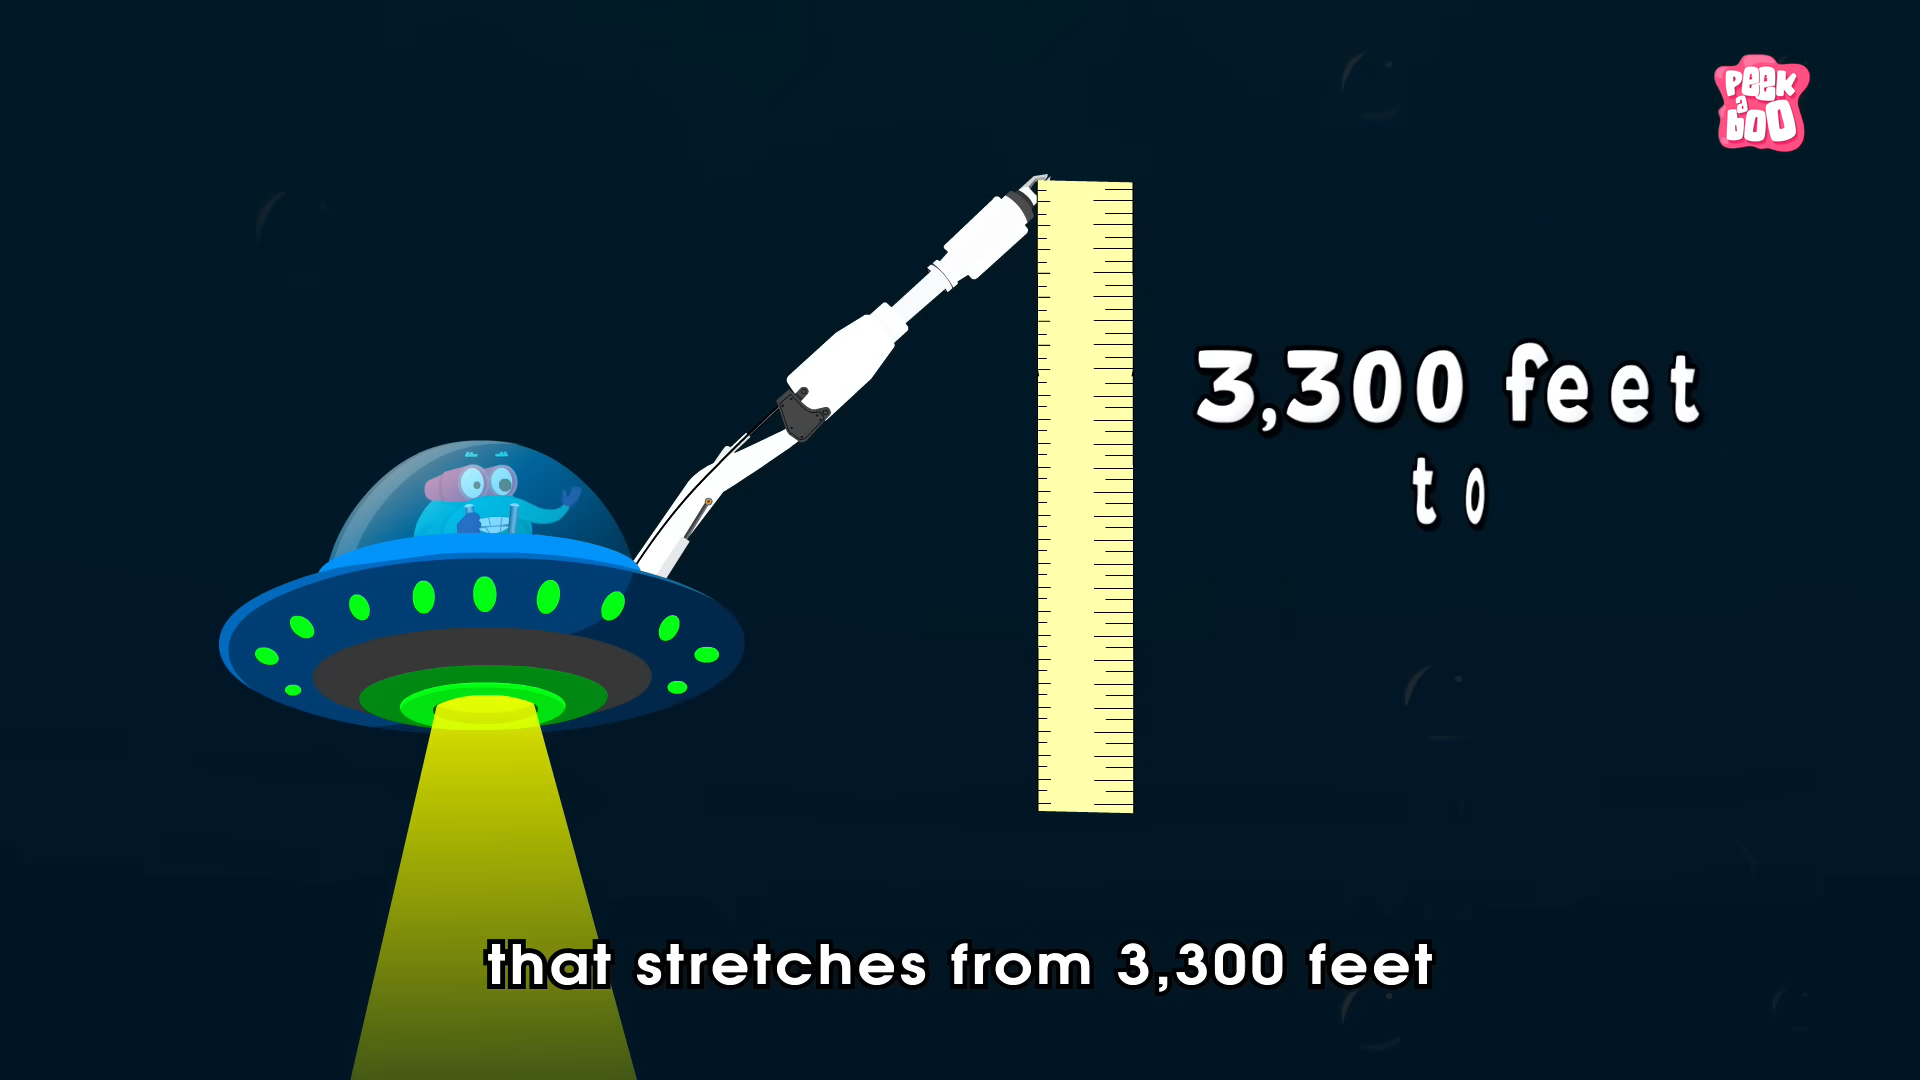 PEEK
a
boo
3,300 feet
to
that stretches from 3,300 feet